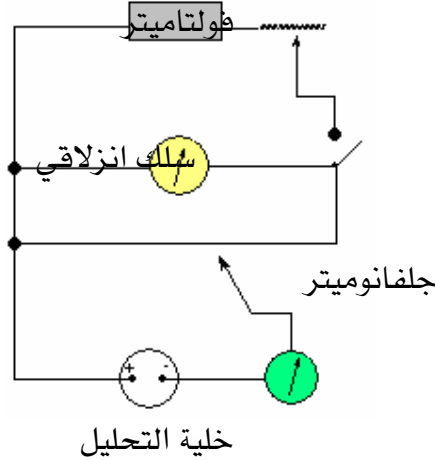 فولتاميتر
سلك انزلاقي
جلفانوميتر
+ -
خلية التحليل